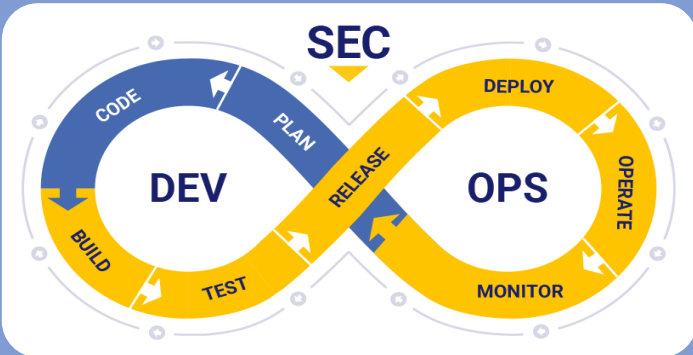 SEC
DEV
OPS
PLAN
CODE
BUILD
TEST
RELEASE
DEPLOY
OPERATE
MONITOR